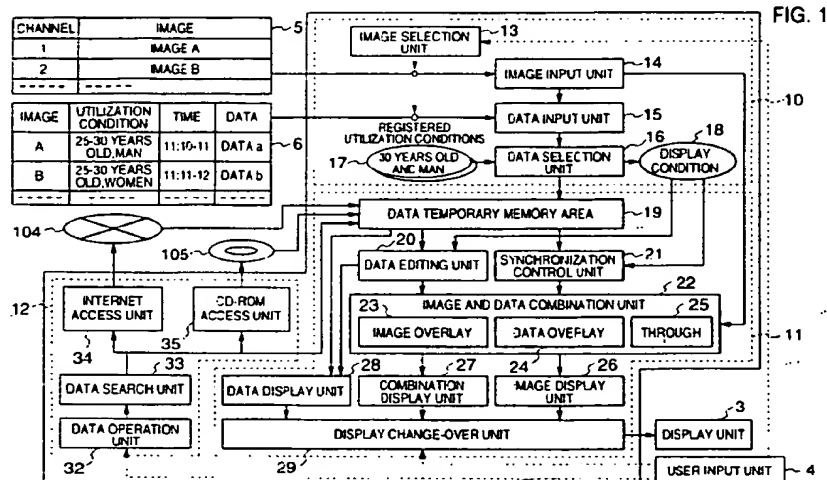 FIG. 1
CHANNEL IMAGE
1 IMAGE A
2 IMAGE B
5
IMAGE UTILIZATION CONDITION TIME DATA
A 25-30 YEARS OLD,MAN 11:10-11 DATA a
B 25-30 YEARS OLD,WOMEN 11:11-12 DATA b
6
IMAGE SELECTION UNIT
13
IMAGE INPUT UNIT
14
10
REGISTERED UTILIZATION CONDITIONS
DATA INPUT UNIT
15
17
30 YEARS OLD AND MAN
DATA SELECTION UNIT
16
DISPLAY CONDITION
18
104
DATA TEMPORARY MEMORY AREA
19
105
20
DATA EDITING UNIT
SYNCHRONIZATION CONTROL UNIT
21
12
INTERNET ACCESS UNIT
34
CD-ROM ACCESS UNIT
35
22
IMAGE AND DATA COMBINATION UNIT
23
IMAGE OVERLAY
DATA OVERLAY
24
THROUGH
25
11
33
DATA SEARCH UNIT
28
DATA DISPLAY UNIT
27
COMBINATION DISPLAY UNIT
26
IMAGE DISPLAY UNIT
DATA OPERATION UNIT
32
DISPLAY CHANGE-OVER UNIT
29
3
DISPLAY UNIT
USER INPUT UNIT
4